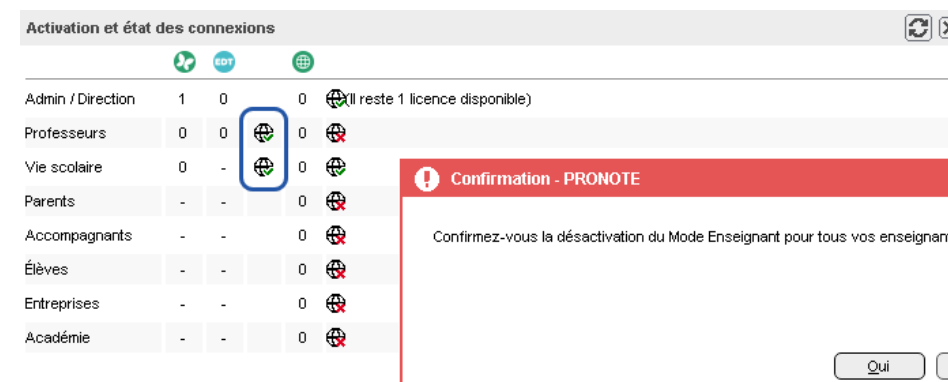 Activation et état des connexions
EDT
Admin / Direction 1 0 0 (Il reste 1 licence disponible)
Professeurs 0 0 0
Vie scolaire 0 - 0
Confirmation - PRONOTE
Parents - - 0
Accompagnants - - 0
Confirmez-vous la désactivation du Mode Enseignant pour tous vos enseignan
Élèves - - 0
Entreprises - - 0
Académie - - 0
Oui